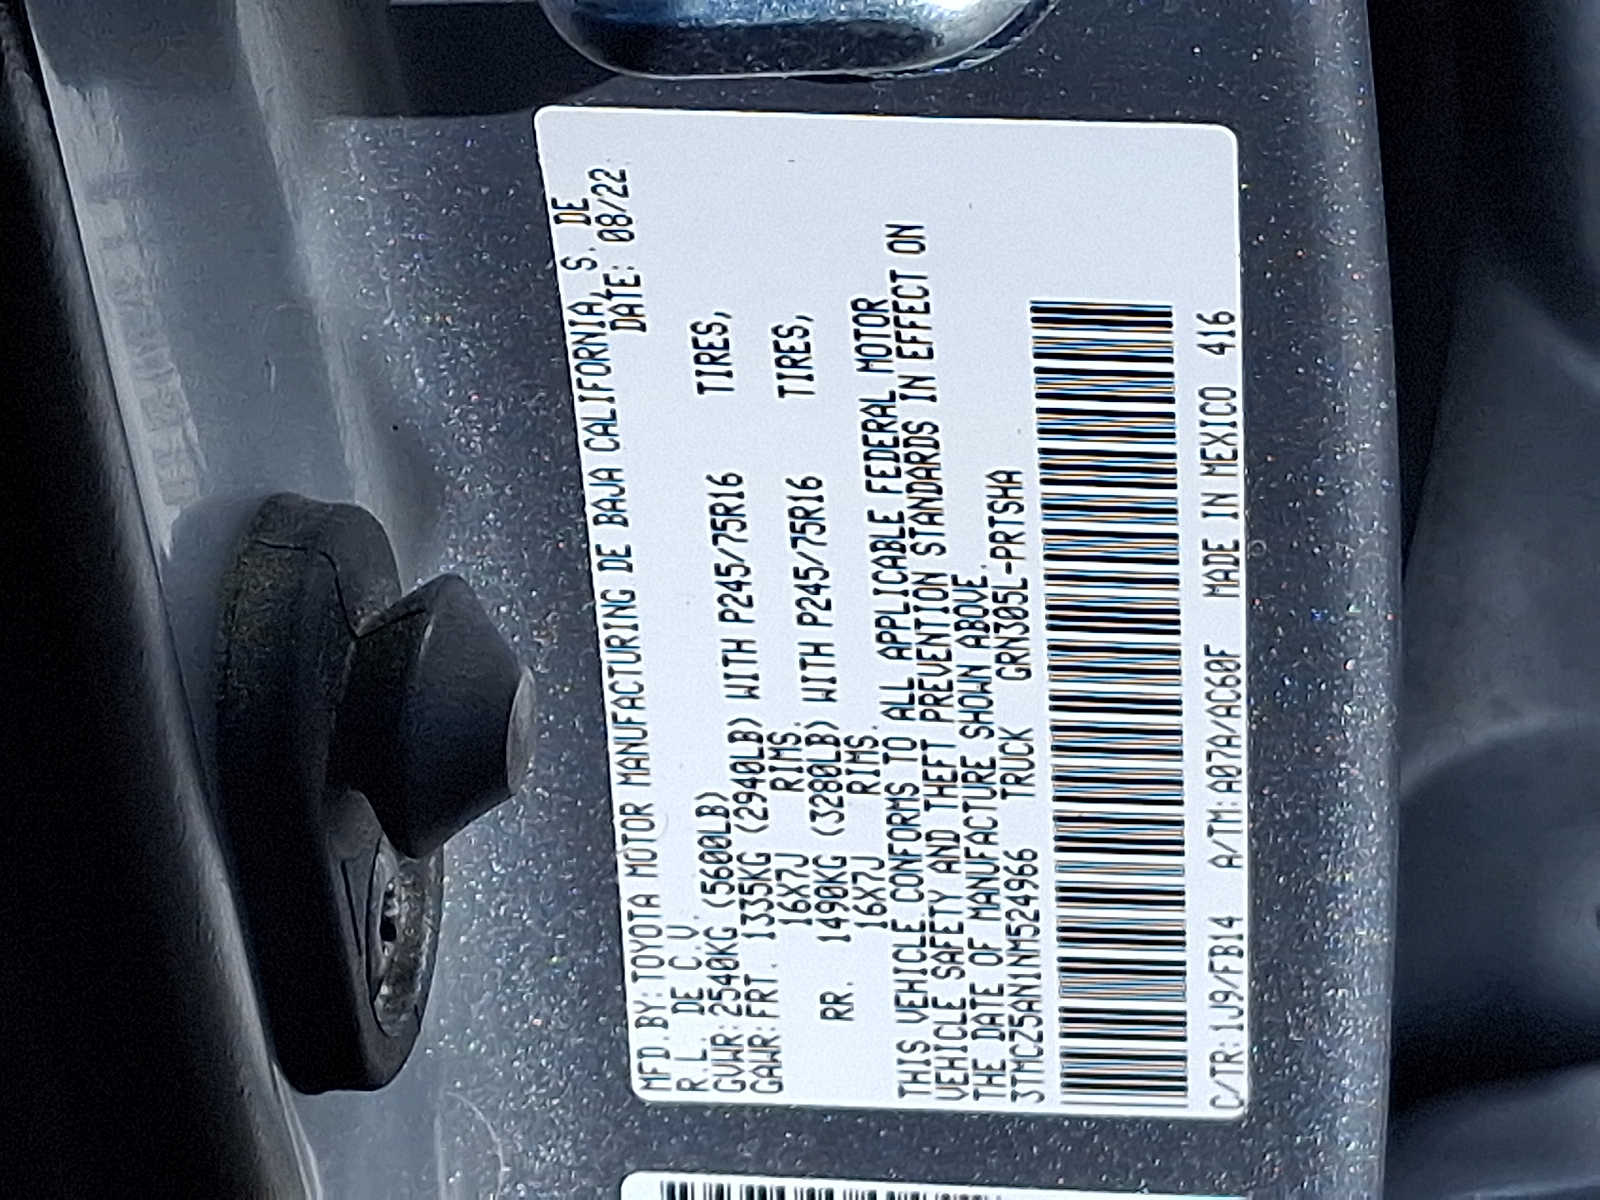 MFD.BY:TOYOTA MOTOR MANUFACTURING DE BAJA CALIFORNIA, S. DE
R.L. DE C.V. DATE: 08/22
GVWR:2540KG (5600LB)
GAWR:FRT. 1335KG (2940LB) WITH P245/75R16 TIRES,
16X7J RIMS.
RR. 1490KG (3280LB) WITH P245/75R16 TIRES,
16X7J RIMS.
THIS VEHICLE CONFORMS TO ALL APPLICABLE FEDERAL MOTOR
VEHICLE SAFETY AND THEFT PREVENTION STANDARDS IN EFFECT ON
THE DATE OF MANUFACTURE SHOWN ABOVE.
3TMCZ5AN1NM524966 TRUCK GRN305L-PRTSHA
C/TR:1J9/FB14 A/TM:A07A/AC60F MADE IN MEXICO 416